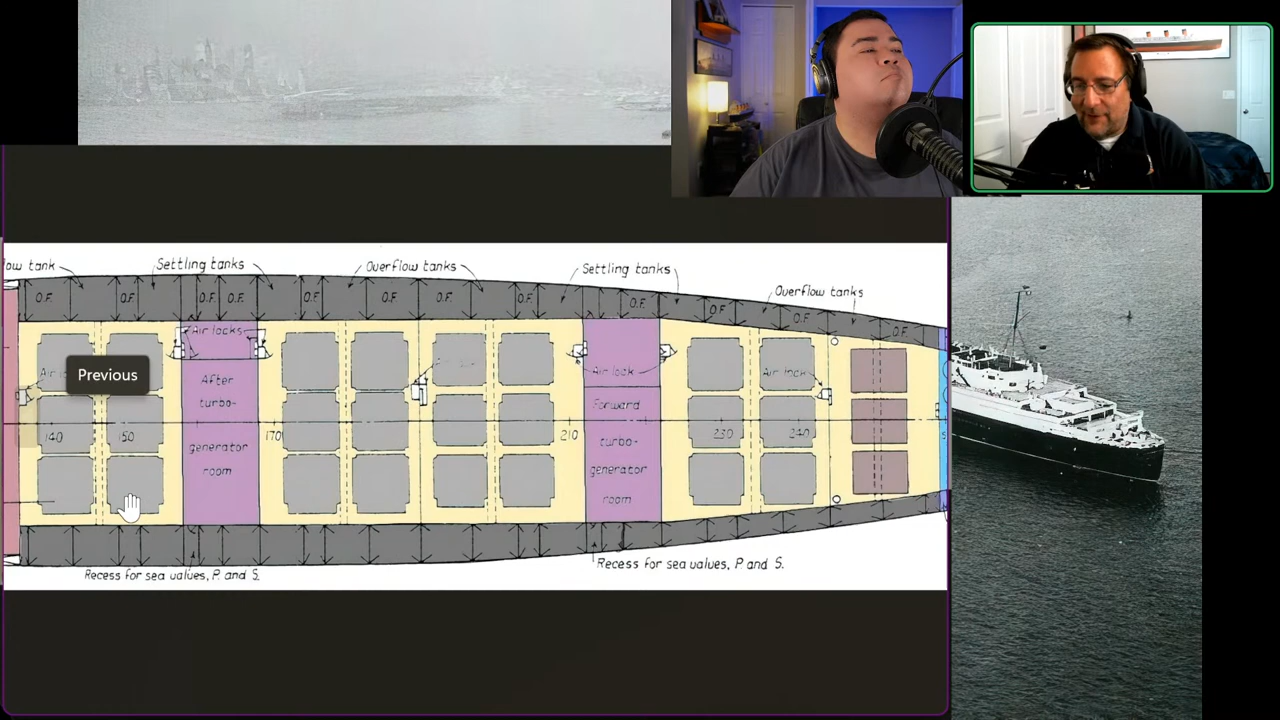 low tank
Settling tanks
Overflow tanks
Settling tanks
Overflow tanks
O.F.
O.F.
O.F.
O.F.
O.F.
O.F.
O.F.
O.F.
O.F.
O.F.
O.F.
O.F.
Air locks
Air lock
Air lock
Previous
After
turbo-
generator
room
Forward
turbo-
generator
room
140
150
170
210
230
240
Recess for sea valves, P. and S.
Recess for sea valves, P. and S.